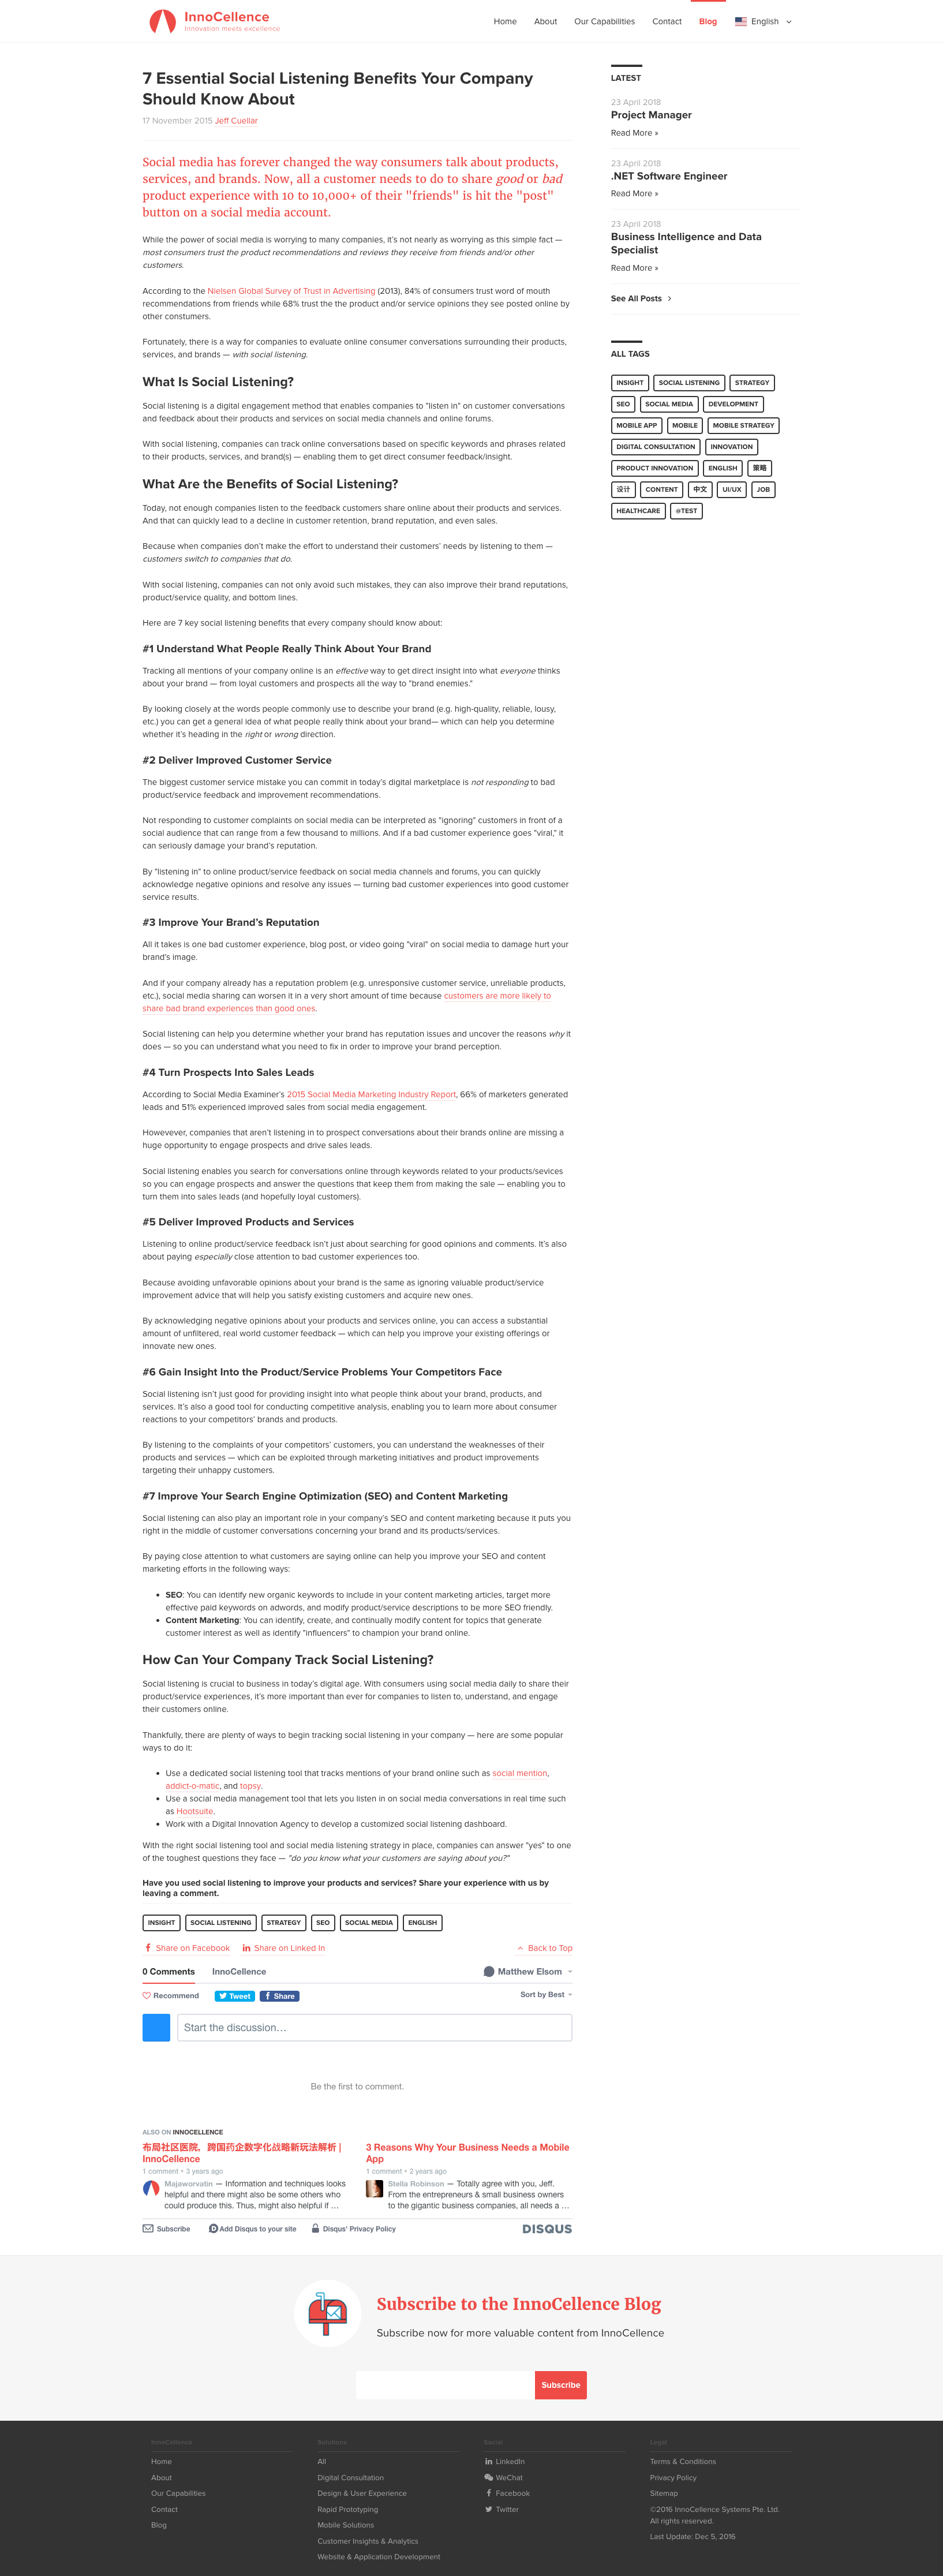 InnoCellence
Innovation meets excellence
Home About Our Capabilities Contact Blog English
7 Essential Social Listening Benefits Your Company
Should Know About
17 November 2015 Jeff Cuellar
Social media has forever changed the way consumers talk about products,
services, and brands. Now, all a customer needs to do to share good or bad
product experience with 10 to 10,000+ of their "friends" is hit the "post"
button on a social media account.
While the power of social media is worrying to many companies, it's not nearly as worrying as this simple fact —
most consumers trust the product recommendations and reviews they receive from friends and/or other
customers.
According to the Nielsen Global Survey of Trust in Advertising (2013), 84% of consumers trust word of mouth
recommendations from friends while 68% trust the the product and/or service opinions they see posted online by
other constumers.
Fortunately, there is a way for companies to evaluate online consumer conversations surrounding their products,
services, and brands — with social listening.
What Is Social Listening?
Social listening is a digital engagement method that enables companies to "listen in" on customer conversations
and feedback about their products and services on social media channels and online forums.
With social listening, companies can track online conversations based on specific keywords and phrases related
to their products, services, and brand(s) — enabling them to get direct consumer feedback/insight.
What Are the Benefits of Social Listening?
Today, not enough companies listen to the feedback customers share online about their products and services.
And that can quickly lead to a decline in customer retention, brand reputation, and even sales.
Because when companies don't make the effort to understand their customers' needs by listening to them —
customers switch to companies that do.
With social listening, companies can not only avoid such mistakes, they can also improve their brand reputations,
product/service quality, and bottom lines.
Here are 7 key social listening benefits that every company should know about:
#1 Understand What People Really Think About Your Brand
Tracking all mentions of your company online is an effective way to get direct insight into what everyone thinks
about your brand — from loyal customers and prospects all the way to "brand enemies."
By looking closely at the words people commonly use to describe your brand (e.g. high-quality, reliable, lousy,
etc.) you can get a general idea of what people really think about your brand— which can help you determine
whether it's heading in the right or wrong direction.
#2 Deliver Improved Customer Service
The biggest customer service mistake you can commit in today's digital marketplace is not responding to bad
product/service feedback and improvement recommendations.
Not responding to customer complaints on social media can be interpreted as "ignoring" customers in front of a
social audience that can range from a few thousand to millions. And if a bad customer experience goes "viral," it
can seriously damage your brand's reputation.
By "listening in" to online product/service feedback on social media channels and forums, you can quickly
acknowledge negative opinions and resolve any issues — turning bad customer experiences into good customer
service results.
#3 Improve Your Brand's Reputation
All it takes is one bad customer experience, blog post, or video going "viral" on social media to damage hurt your
brand's image.
And if your company already has a reputation problem (e.g. unresponsive customer service, unreliable products,
etc.), social media sharing can worsen it in a very short amount of time because customers are more likely to
share bad brand experiences than good ones.
Social listening can help you determine whether your brand has reputation issues and uncover the reasons why it
does — so you can understand what you need to fix in order to improve your brand perception.
#4 Turn Prospects Into Sales Leads
According to Social Media Examiner's 2015 Social Media Marketing Industry Report, 66% of marketers generated
leads and 51% experienced improved sales from social media engagement.
Howevever, companies that aren't listening in to prospect conversations about their brands online are missing a
huge opportunity to engage prospects and drive sales leads.
Social listening enables you search for conversations online through keywords related to your products/sevices
so you can engage prospects and answer the questions that keep them from making the sale — enabling you to
turn them into sales leads (and hopefully loyal customers).
#5 Deliver Improved Products and Services
Listening to online product/service feedback isn't just about searching for good opinions and comments. It's also
about paying especially close attention to bad customer experiences too.
Because avoiding unfavorable opinions about your brand is the same as ignoring valuable product/service
improvement advice that will help you satisfy existing customers and acquire new ones.
By acknowledging negative opinions about your products and services online, you can access a substantial
amount of unfiltered, real world customer feedback — which can help you improve your existing offerings or
innovate new ones.
#6 Gain Insight Into the Product/Service Problems Your Competitors Face
Social listening isn't just good for providing insight into what people think about your brand, products, and
services. It's also a good tool for conducting competitive analysis, enabling you to learn more about consumer
reactions to your competitors' brands and products.
By listening to the complaints of your competitors' customers, you can understand the weaknesses of their
products and services — which can be exploited through marketing initiatives and product improvements
targeting their unhappy customers.
#7 Improve Your Search Engine Optimization (SEO) and Content Marketing
Social listening can also play an important role in your company's SEO and content marketing because it puts you
right in the middle of customer conversations concerning your brand and its products/services.
By paying close attention to what customers are saying online can help you improve your SEO and content
marketing efforts in the following ways:
• SEO: You can identify new organic keywords to include in your content marketing articles, target more
effective paid keywords on adwords, and modify product/service descriptions to be more SEO friendly.
• Content Marketing: You can identify, create, and continually modify content for topics that generate
customer interest as well as identify "influencers" to champion your brand online.
How Can Your Company Track Social Listening?
Social listening is crucial to business in today's digital age. With consumers using social media daily to share their
product/service experiences, it's more important than ever for companies to listen to, understand, and engage
their customers online.
Thankfully, there are plenty of ways to begin tracking social listening in your company — here are some popular
ways to do it:
• Use a dedicated social listening tool that tracks mentions of your brand online such as social mention,
addict-o-matic, and topsy.
• Use a social media management tool that lets you listen in on social media conversations in real time such
as Hootsuite.
• Work with a Digital Innovation Agency to develop a customized social listening dashboard.
With the right social listening tool and social media listening strategy in place, companies can answer "yes" to one
of the toughest questions they face — "do you know what your customers are saying about you?"
Have you used social listening to improve your products and services? Share your experience with us by
leaving a comment.
INSIGHT SOCIAL LISTENING STRATEGY SEO SOCIAL MEDIA ENGLISH
Share on Facebook Share on Linked In Back to Top
0 Comments InnoCellence Matthew Elsom
Recommend Tweet Share Sort by Best
Start the discussion…
Be the first to comment.
ALSO ON INNOCELLENCE
布局社区医院，跨国药企数字化战略新玩法解析 |
InnoCellence
1 comment • 3 years ago
Majaworvatin — Information and techniques looks
helpful and there might also be some others who
could produce this. Thus, might also helpful if …
3 Reasons Why Your Business Needs a Mobile
App
1 comment • 2 years ago
Stella Robinson — Totally agree with you, Jeff.
From the entrepreneurs & small business owners
to the gigantic business companies, all needs a …
Subscribe Add Disqus to your site Disqus' Privacy Policy DISQUS
LATEST
23 April 2018
Project Manager
Read More »
23 April 2018
.NET Software Engineer
Read More »
23 April 2018
Business Intelligence and Data
Specialist
Read More »
See All Posts
ALL TAGS
INSIGHT SOCIAL LISTENING STRATEGY
SEO SOCIAL MEDIA DEVELOPMENT
MOBILE APP MOBILE MOBILE STRATEGY
DIGITAL CONSULTATION INNOVATION
PRODUCT INNOVATION ENGLISH 策略
设计 CONTENT 中文 UI/UX JOB
HEALTHCARE @TEST
Subscribe to the InnoCellence Blog
Subscribe now for more valuable content from InnoCellence
Subscribe
InnoCellence
Home
About
Our Capabilities
Contact
Blog
Solutions
All
Digital Consultation
Design & User Experience
Rapid Prototyping
Mobile Solutions
Customer Insights & Analytics
Website & Application Development
Social
LinkedIn
WeChat
Facebook
Twitter
Legal
Terms & Conditions
Privacy Policy
Sitemap
©2016 InnoCellence Systems Pte. Ltd.
All rights reserved.
Last Update: Dec 5, 2016